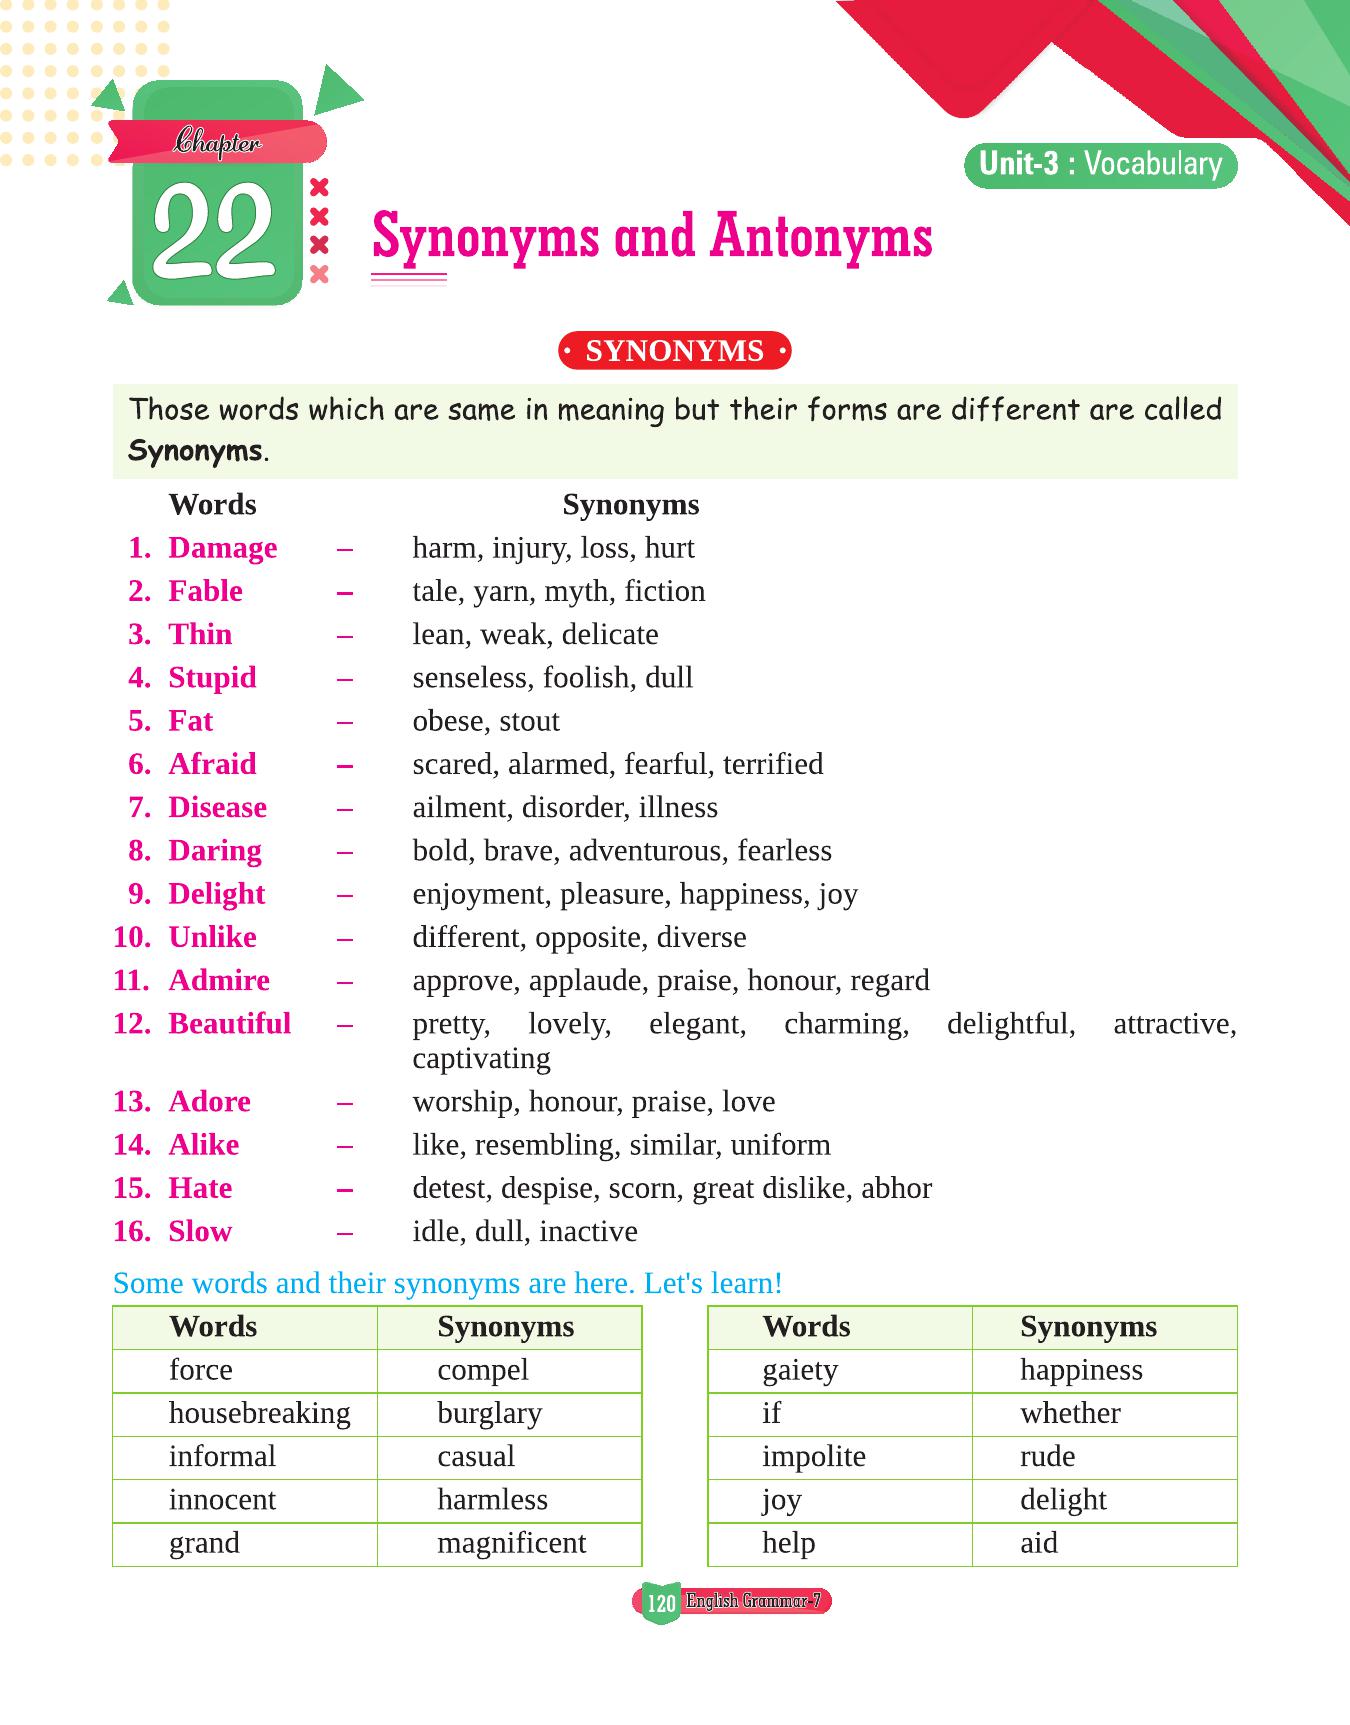 Chapter
22
Unit-3 : Vocabulary
Synonyms and Antonyms
• SYNONYMS •
Those words which are same in meaning but their forms are different are called
Synonyms.
Words Synonyms
1. Damage – harm, injury, loss, hurt
2. Fable – tale, yarn, myth, fiction
3. Thin – lean, weak, delicate
4. Stupid – senseless, foolish, dull
5. Fat – obese, stout
6. Afraid – scared, alarmed, fearful, terrified
7. Disease – ailment, disorder, illness
8. Daring – bold, brave, adventurous, fearless
9. Delight – enjoyment, pleasure, happiness, joy
10. Unlike – different, opposite, diverse
11. Admire – approve, applaude, praise, honour, regard
12. Beautiful – pretty, lovely, elegant, charming, delightful, attractive,
captivating
13. Adore – worship, honour, praise, love
14. Alike – like, resembling, similar, uniform
15. Hate – detest, despise, scorn, great dislike, abhor
16. Slow – idle, dull, inactive
Some words and their synonyms are here. Let's learn!
Words Synonyms Words Synonyms
force compel gaiety happiness
housebreaking burglary if whether
informal casual impolite rude
innocent harmless joy delight
grand magnificent help aid
120 English Grammar-7